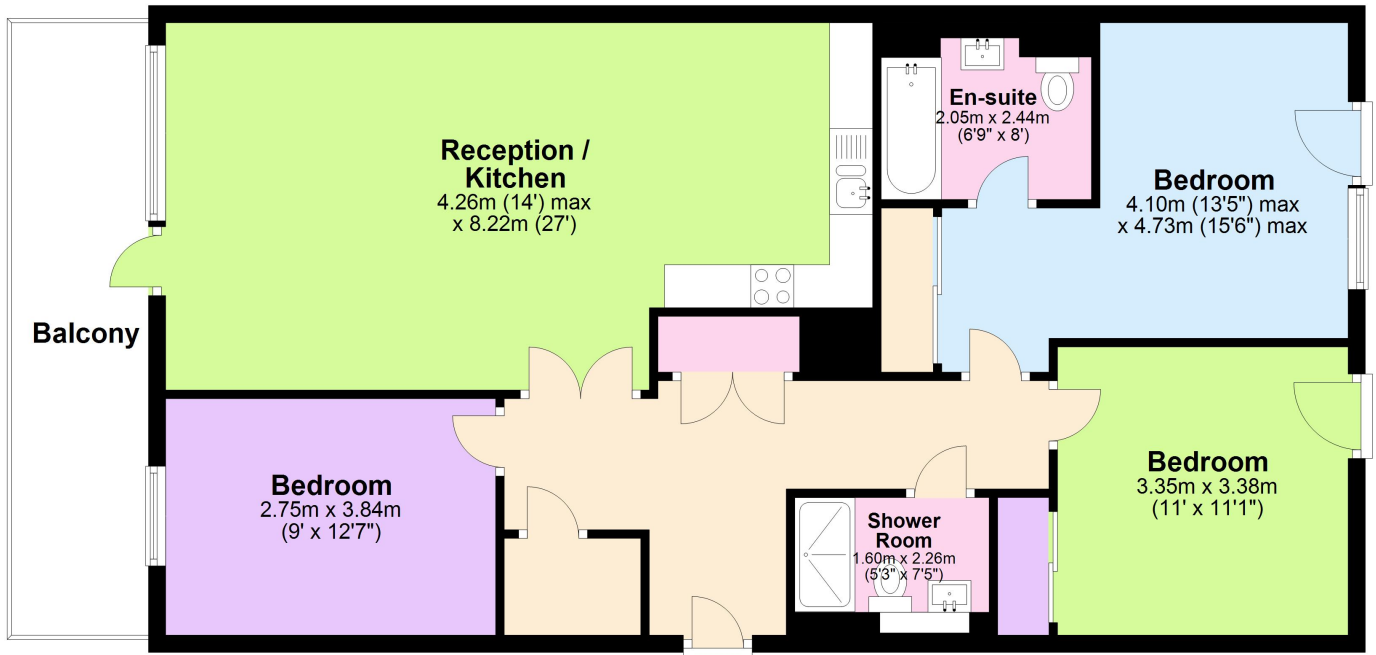 Reception /
Kitchen
4.26m (14') max
x 8.22m (27')
En-suite
2.05m x 2.44m
(6'9" x 8')
Bedroom
4.10m (13'5") max
x 4.73m (15'6") max
Balcony
Bedroom
2.75m x 3.84m
(9' x 12'7")
Shower
Room
1.60m x 2.26m
(5'3" x 7'5")
Bedroom
3.35m x 3.38m
(11' x 11'1")